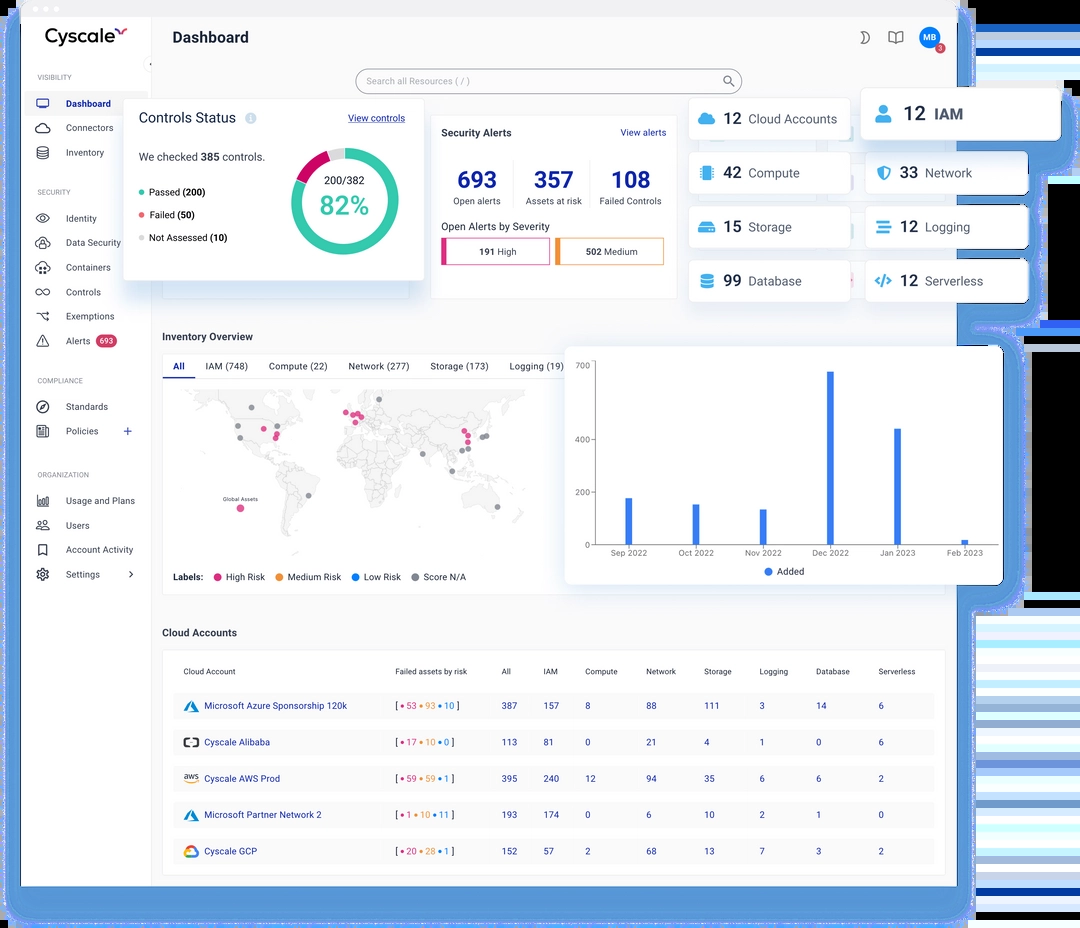 Cyscale
Dashboard
MB
3
Search all Resources ( / )
VISIBILITY
Dashboard
Connectors
Inventory
SECURITY
Identity
Data Security
Containers
Controls
Exemptions
Alerts 693
COMPLIANCE
Standards
Policies +
ORGANIZATION
Usage and Plans
Users
Account Activity
Settings
Controls Status
View controls
We checked 385 controls.
Passed (200)
Failed (50)
Not Assessed (10)
200/382
82%
Security Alerts View alerts
693 357 108
Open alerts Assets at risk Failed Controls
Open Alerts by Severity
191 High 502 Medium
12 Cloud Accounts
12 IAM
42 Compute
33 Network
15 Storage
12 Logging
99 Database
12 Serverless
Inventory Overview
All IAM (748) Compute (22) Network (277) Storage (173) Logging (19)
Global Assets
Labels: High Risk Medium Risk Low Risk Score N/A
700
400
200
0
Sep 2022 Oct 2022 Nov 2022 Dec 2022 Jan 2023 Feb 2023
Added
Cloud Accounts
Cloud Account Failed assets by risk All IAM Compute Network Storage Logging Database Serverless
Microsoft Azure Sponsorship 120k [ • 53 • 93 • 10 ] 387 157 8 88 111 3 14 6
Cyscale Alibaba [ • 17 • 10 • 0 ] 113 81 0 21 4 1 0 6
aws Cyscale AWS Prod [ • 59 • 59 • 1 ] 395 240 12 94 35 6 6 2
Microsoft Partner Network 2 [ • 1 • 10 • 11 ] 193 174 0 6 10 2 1 0
Cyscale GCP [ • 20 • 28 • 1 ] 152 57 2 68 13 7 3 2